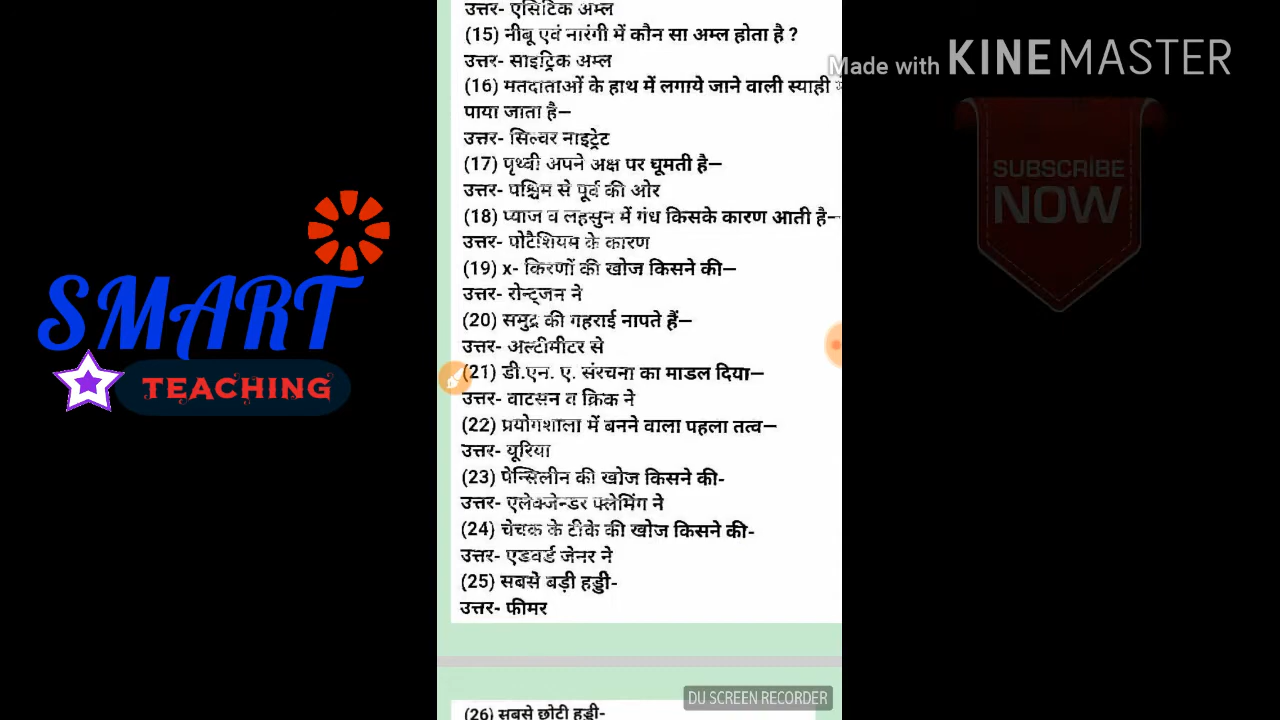 उत्तर- एसिटिक अम्ल
(15) नीबू एवं नारंगी में कौन सा अम्ल होता है ?
उत्तर- साइट्रिक अम्ल
(16) मतदाताओं के हाथ में लगाये जाने वाली स्याही
पाया जाता है—
उत्तर- सिल्वर नाइट्रेट
(17) पृथ्वी अपने अक्ष पर घूमती है—
उत्तर- पश्चिम से पूर्व की ओर
(18) प्याज व लहसुन में गंध किसके कारण आती है—
उत्तर- पोटैशियम के कारण
(19) x- किरणों की खोज किसने की—
उत्तर- रोन्ट्जन ने
(20) समुद्र की गहराई नापते हैं—
उत्तर- अल्टीमीटर से
(21) डी.एन. ए. संरचना का माडल दिया—
उत्तर- वाटसन व क्रिक ने
(22) प्रयोगशाला में बनने वाला पहला तत्व—
उत्तर- यूरिया
(23) पेन्सिलीन की खोज किसने की-
उत्तर- एलेक्जेन्डर फ्लेमिंग ने
(24) चेचक के टीके की खोज किसने की-
उत्तर- एडवर्ड जेनर ने
(25) सबसे बड़ी हड्डी-
उत्तर- फीमर
(26) सबसे छोटी हड्डी-
SMART
TEACHING
Made with KINEMASTER
SUBSCRIBE
NOW
DU SCREEN RECORDER